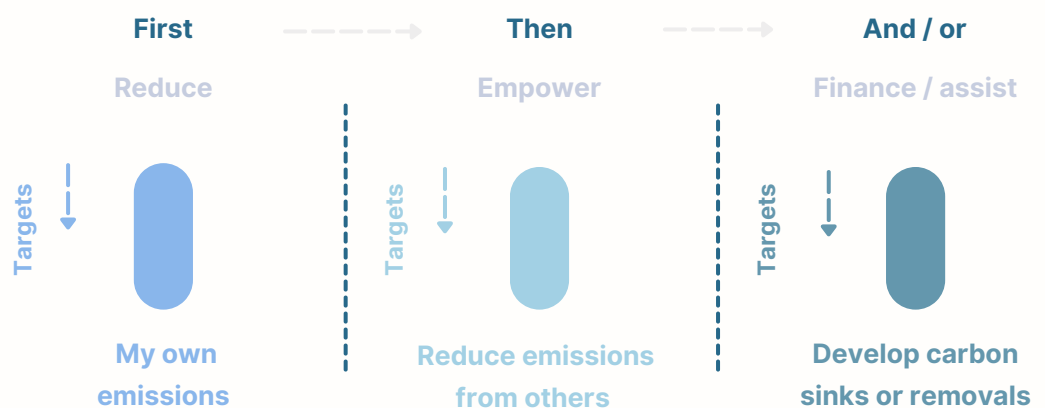 First
Then
And / or
Reduce
Empower
Finance / assist
Targets
Targets
Targets
My own
emissions
Reduce emissions
from others
Develop carbon
sinks or removals